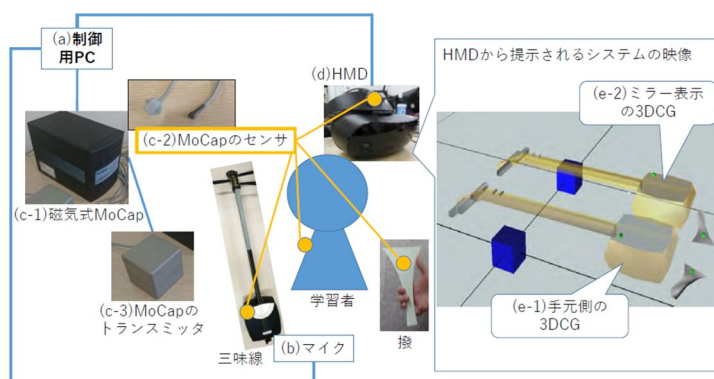 (a)制御
用PC
(d)HMD
HMDから提示されるシステムの映像
(e-2)ミラー表示
の3DCG
(c-2)MoCapのセンサ
(c-1)磁気式MoCap
(c-3)MoCapの
トランスミッタ
学習者
(e-1)手元側の
3DCG
三味線
(b)マイク
撥